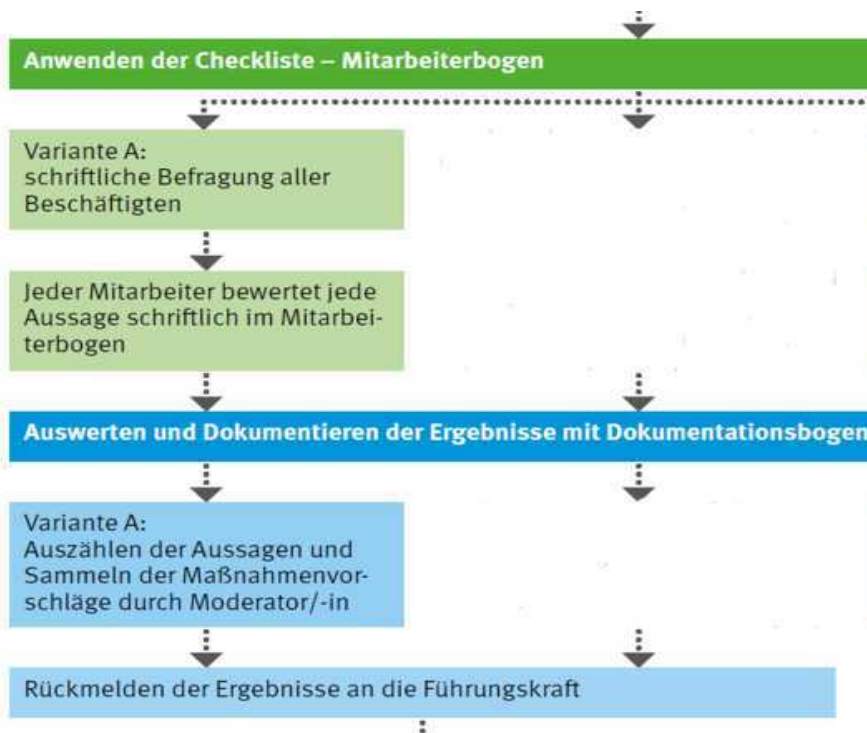 Anwenden der Checkliste – Mitarbeiterbogen
Variante A:
schriftliche Befragung aller
Beschäftigten
Jeder Mitarbeiter bewertet jede
Aussage schriftlich im Mitarbei-
terbogen
Auswerten und Dokumentieren der Ergebnisse mit Dokumentationsbogen
Variante A:
Auszählen der Aussagen und
Sammeln der Maßnahmenvor-
schläge durch Moderator/-in
Rückmelden der Ergebnisse an die Führungskraft